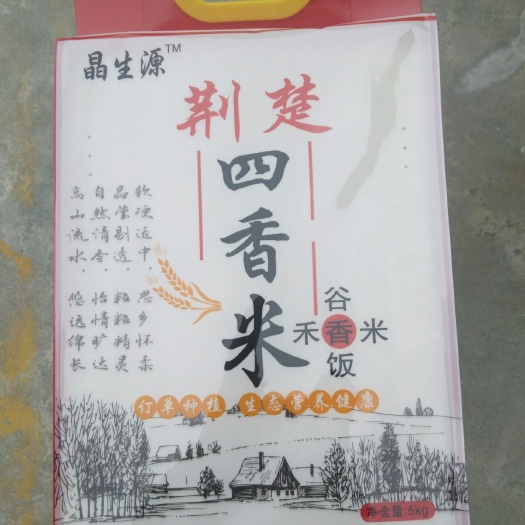 晶生源™
荆楚
四香米
软硬适中，
晶莹剔透，
自然清香，
高山流水，
思乡怀柔
粒粒精灵
怡情旷达
悠远绵长
谷
禾香米
饭
订单种植 生态营养健康
净含量:5kg